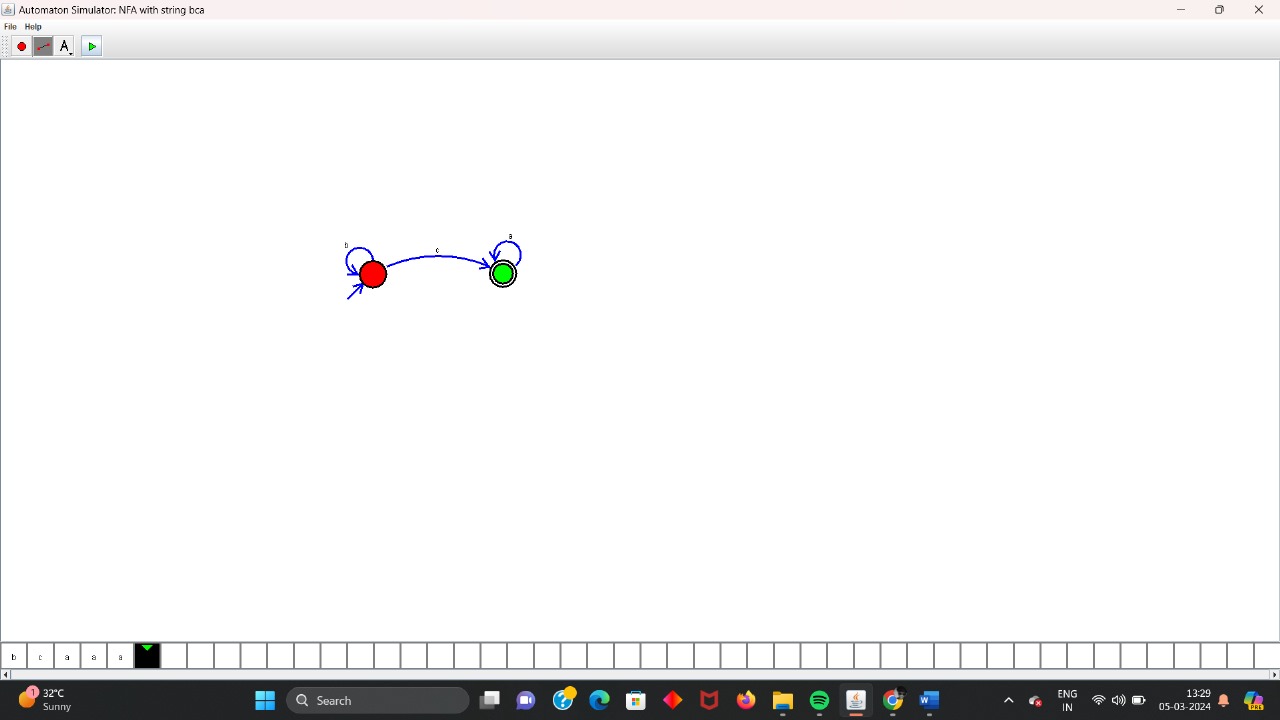 Automaton Simulator: NFA with string bca
File Help
A
b
c
a
b c a a a
1
32°C
Sunny
Search
ENG
IN
13:29
05-03-2024
PRE